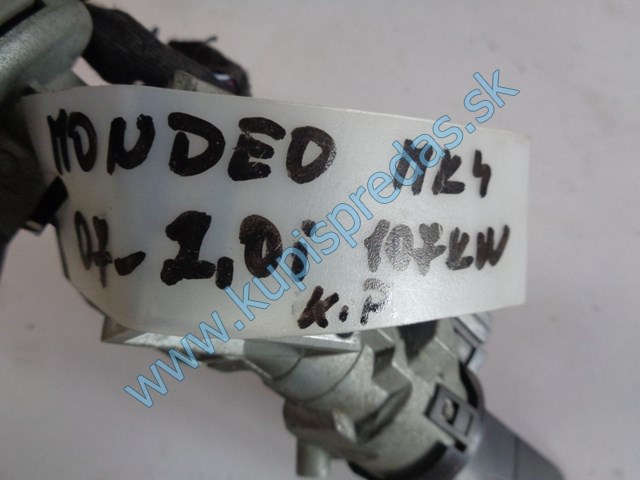 MONDEO MK4
07- 2,0i 107kW
K.P
www.kupispredas.sk